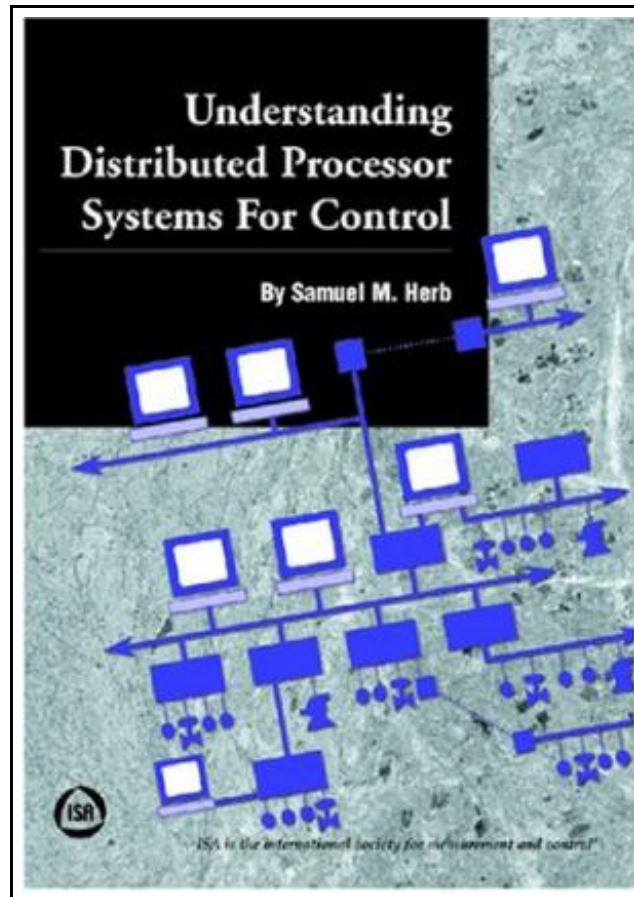 Understanding
Distributed Processor
Systems For Control
By Samuel M. Herb
ISA
"ISA is the international society for measurement and control"